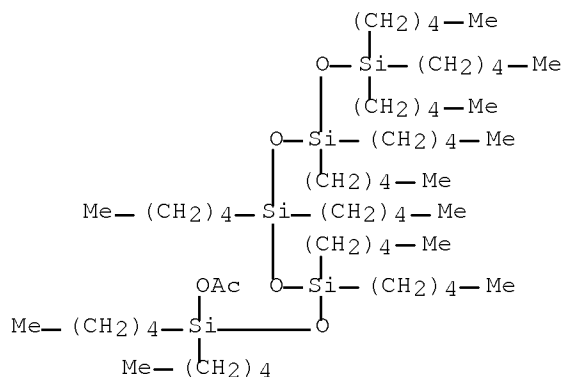 (CH2)4—Me
O—Si—(CH2)4—Me
(CH2)4—Me
O—Si—(CH2)4—Me
(CH2)4—Me
Me—(CH2)4—Si—(CH2)4—Me
(CH2)4—Me
OAc O—Si—(CH2)4—Me
Me—(CH2)4—Si—O
Me—(CH2)4